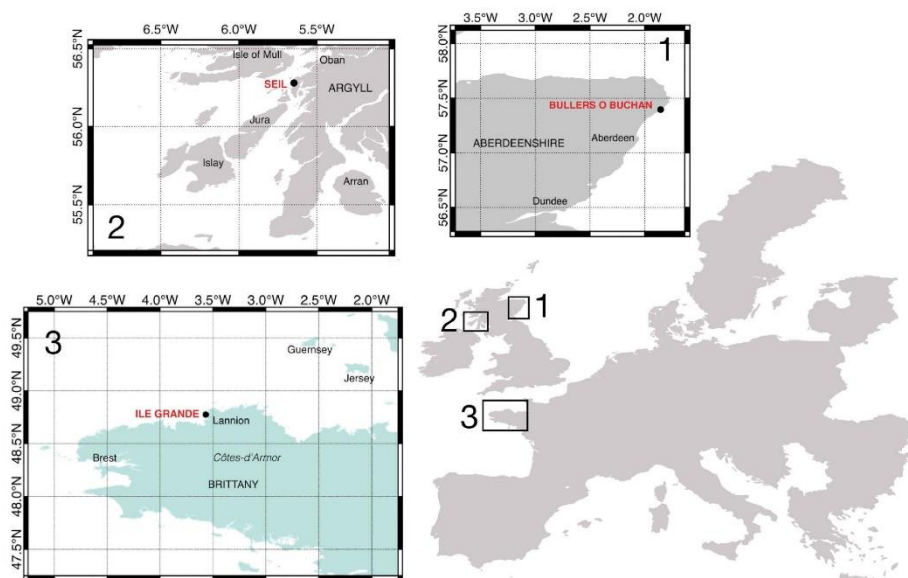 6.5°W 6.0°W 5.5°W
56.5°N
56.0°N
55.5°N
Isle of Mull
Oban
SEIL
ARGYLL
Jura
Islay
Arran
2
3.5°W 3.0°W 2.5°W 2.0°W
58.0°N
57.5°N
57.0°N
56.5°N
1
BULLERS O BUCHAN
ABERDEENSHIRE
Aberdeen
Dundee
5.0°W 4.5°W 4.0°W 3.5°W 3.0°W 2.5°W 2.0°W
49.5°N
49.0°N
48.5°N
48.0°N
47.5°N
3
Guernsey
Jersey
ILE GRANDE
Lannion
Brest
Côtes-d'Armor
BRITTANY
1
2
3